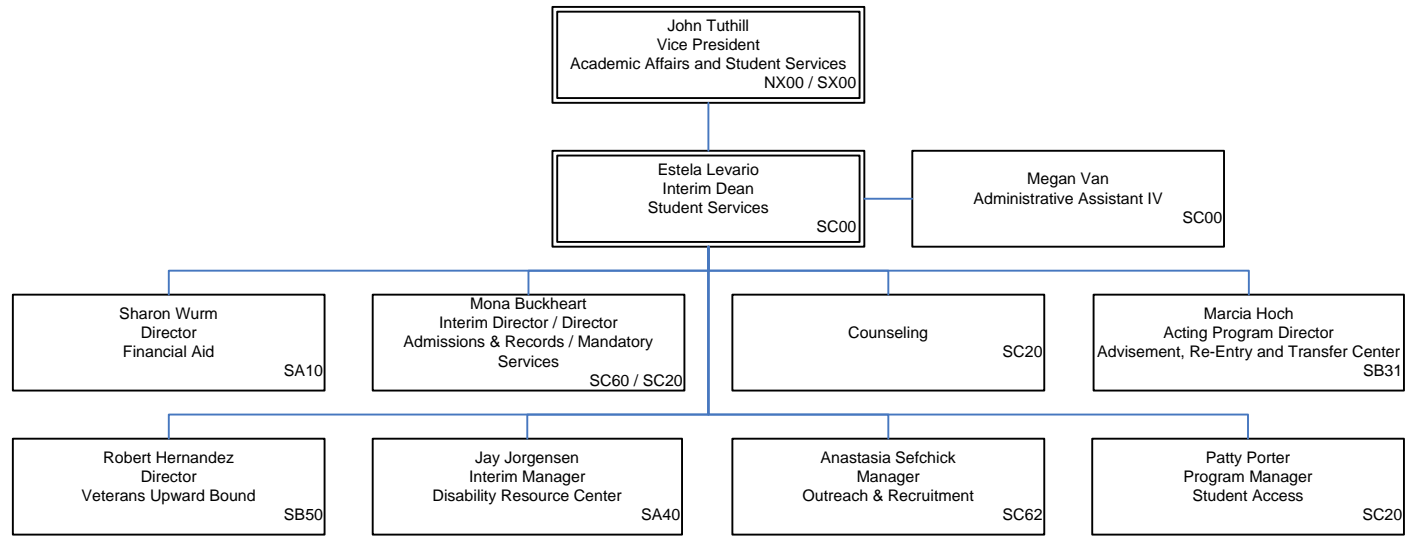 John Tuthill
Vice President
Academic Affairs and Student Services
NX00 / SX00
Estela Levario
Interim Dean
Student Services
SC00
Megan Van
Administrative Assistant IV
SC00
Sharon Wurm
Director
Financial Aid
SA10
Mona Buckheart
Interim Director / Director
Admissions & Records / Mandatory
Services
SC60 / SC20
Counseling
SC20
Marcia Hoch
Acting Program Director
Advisement, Re-Entry and Transfer Center
SB31
Robert Hernandez
Director
Veterans Upward Bound
SB50
Jay Jorgensen
Interim Manager
Disability Resource Center
SA40
Anastasia Sefchick
Manager
Outreach & Recruitment
SC62
Patty Porter
Program Manager
Student Access
SC20